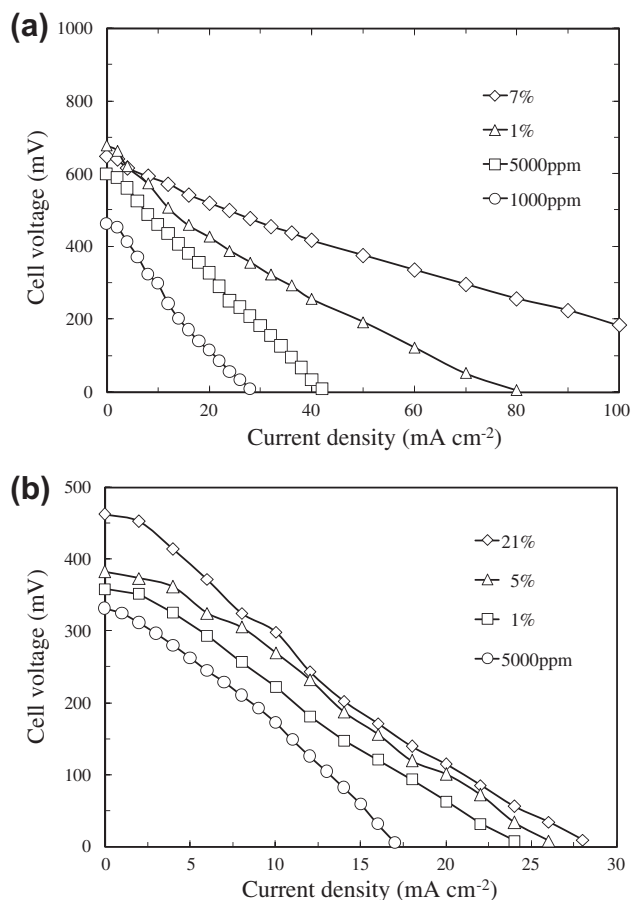 (a)
1000
800
600
400
200
0
Cell voltage (mV)
7%
1%
5000ppm
1000ppm
0 20 40 60 80 100
Current density (mA cm-2)
(b)
500
400
300
200
100
0
Cell voltage (mV)
21%
5%
1%
5000ppm
0 5 10 15 20 25 30
Current density (mA cm-2)